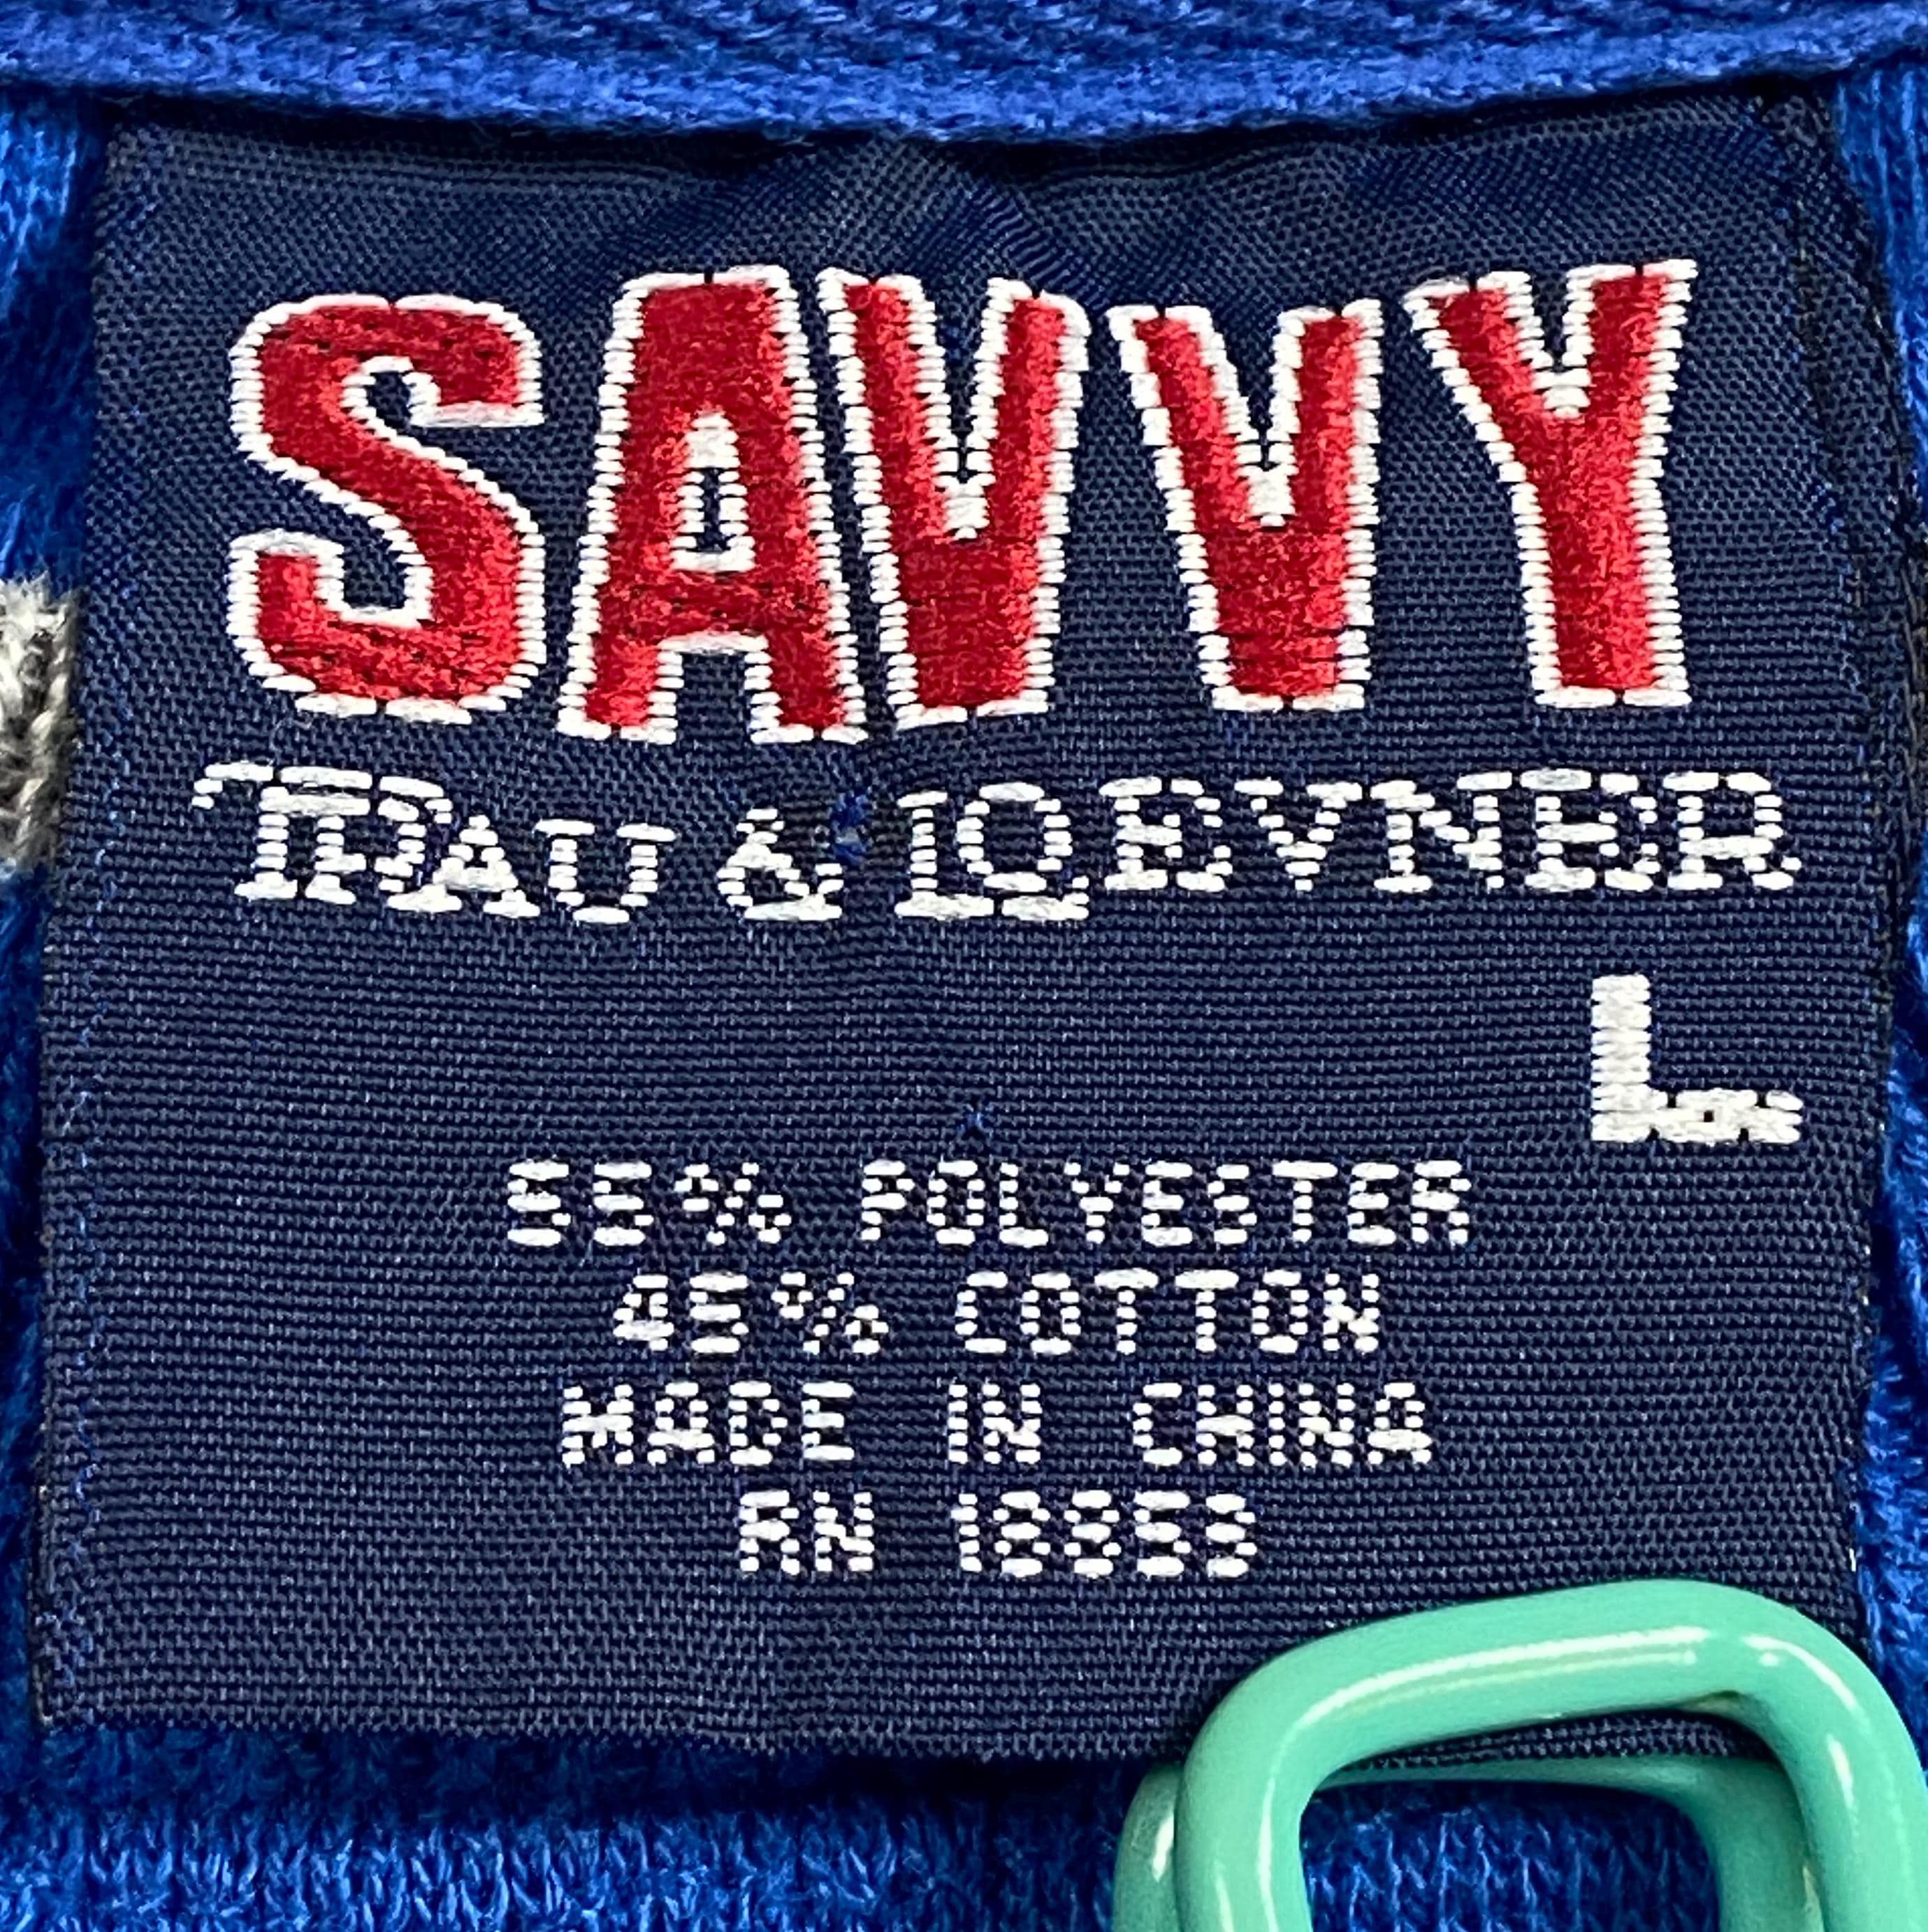 SAVVY
TRAU & LOEVNER
L
55% POLYESTER
45% COTTON
MADE IN CHINA
RN 18853